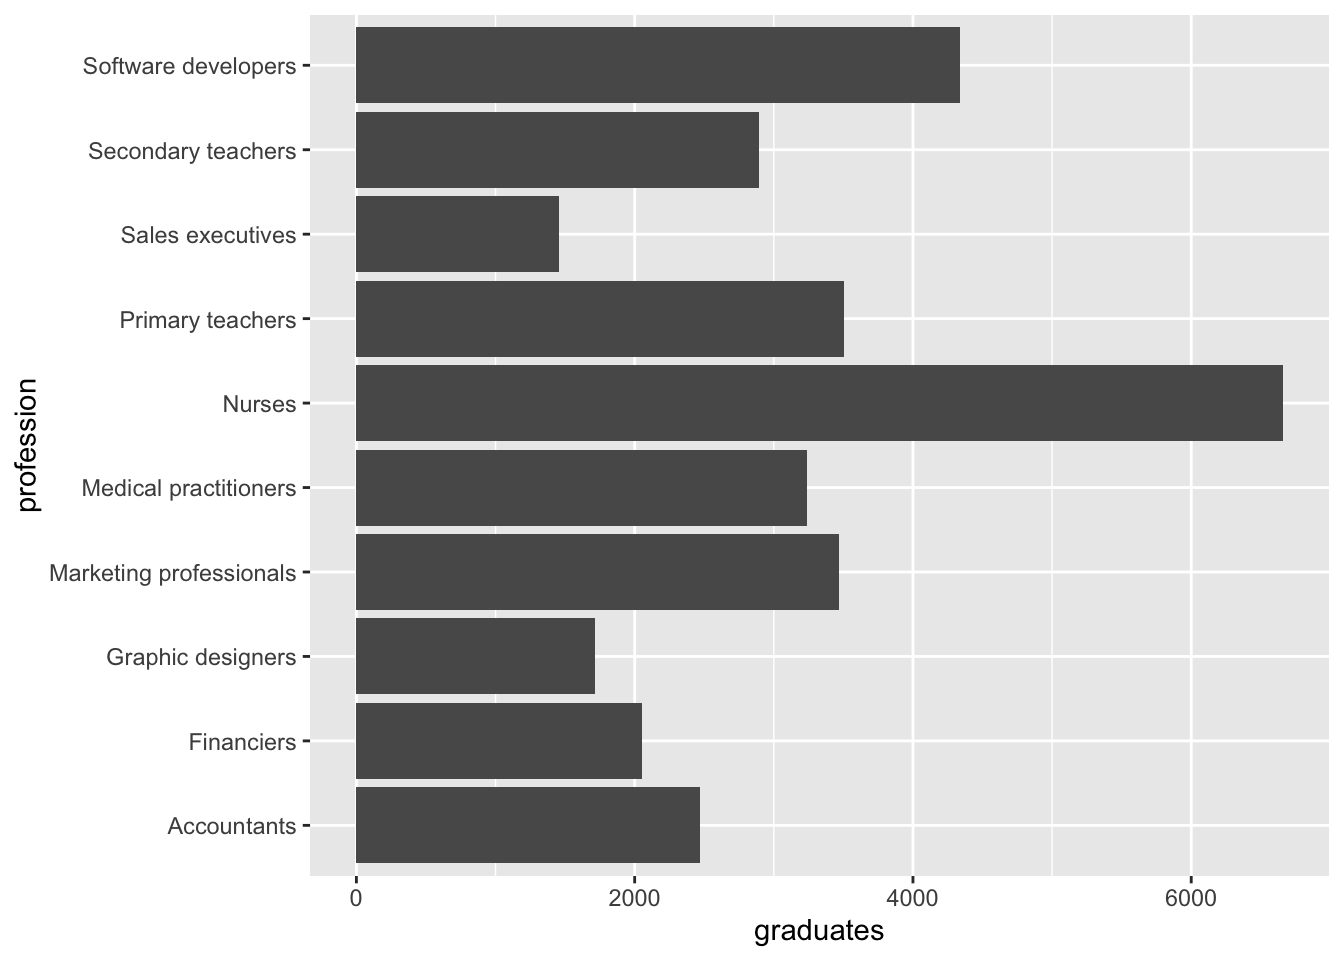 Software developers
Secondary teachers
Sales executives
Primary teachers
Nurses
Medical practitioners
Marketing professionals
Graphic designers
Financiers
Accountants
profession
0 2000 4000 6000
graduates